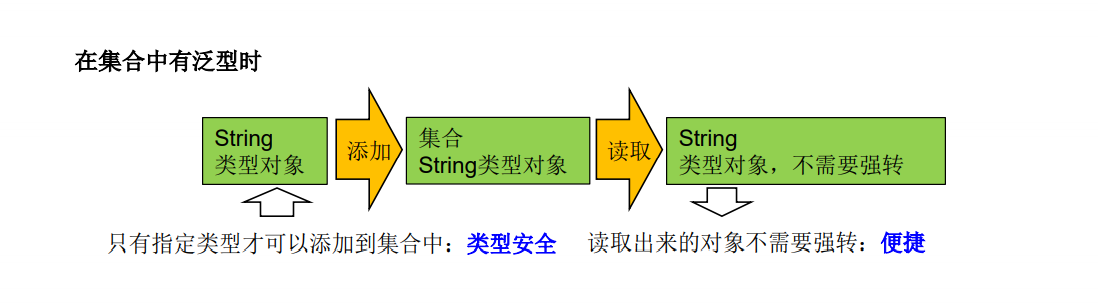 在集合中有泛型时
String
类型对象
添加
集合
String类型对象
读取
String
类型对象，不需要强转
只有指定类型才可以添加到集合中：类型安全
读取出来的对象不需要强转：便捷